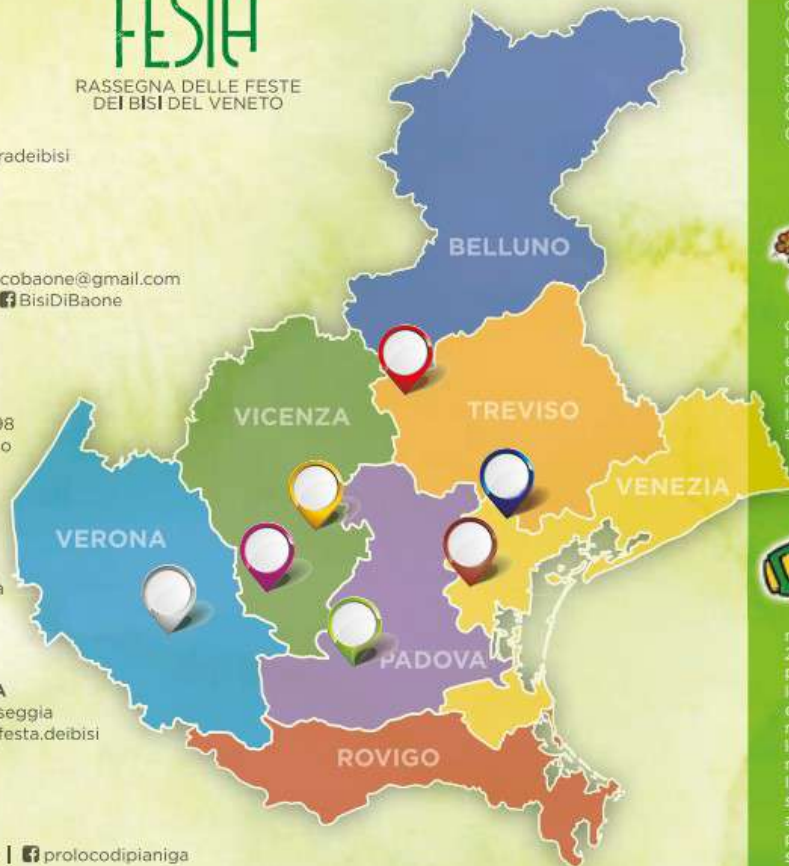 FESTA
RASSEGNA DELLE FESTE
DEI BISI DEL VENETO
radeibisi
cobaone@gmail.com
BisiDiBaone
98
o
à
A
seggia
festa.deibisi
| prolocodipianiga
BELLUNO
VICENZA
TREVISO
VENEZIA
VERONA
PADOVA
ROVIGO